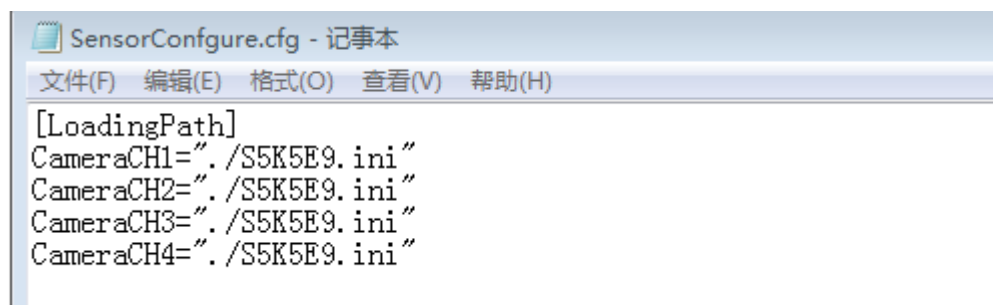 SensorConfgure.cfg - 记事本
文件(F) 编辑(E) 格式(O) 查看(V) 帮助(H)
[LoadingPath]
CameraCH1="./S5K5E9.ini"
CameraCH2="./S5K5E9.ini"
CameraCH3="./S5K5E9.ini"
CameraCH4="./S5K5E9.ini"